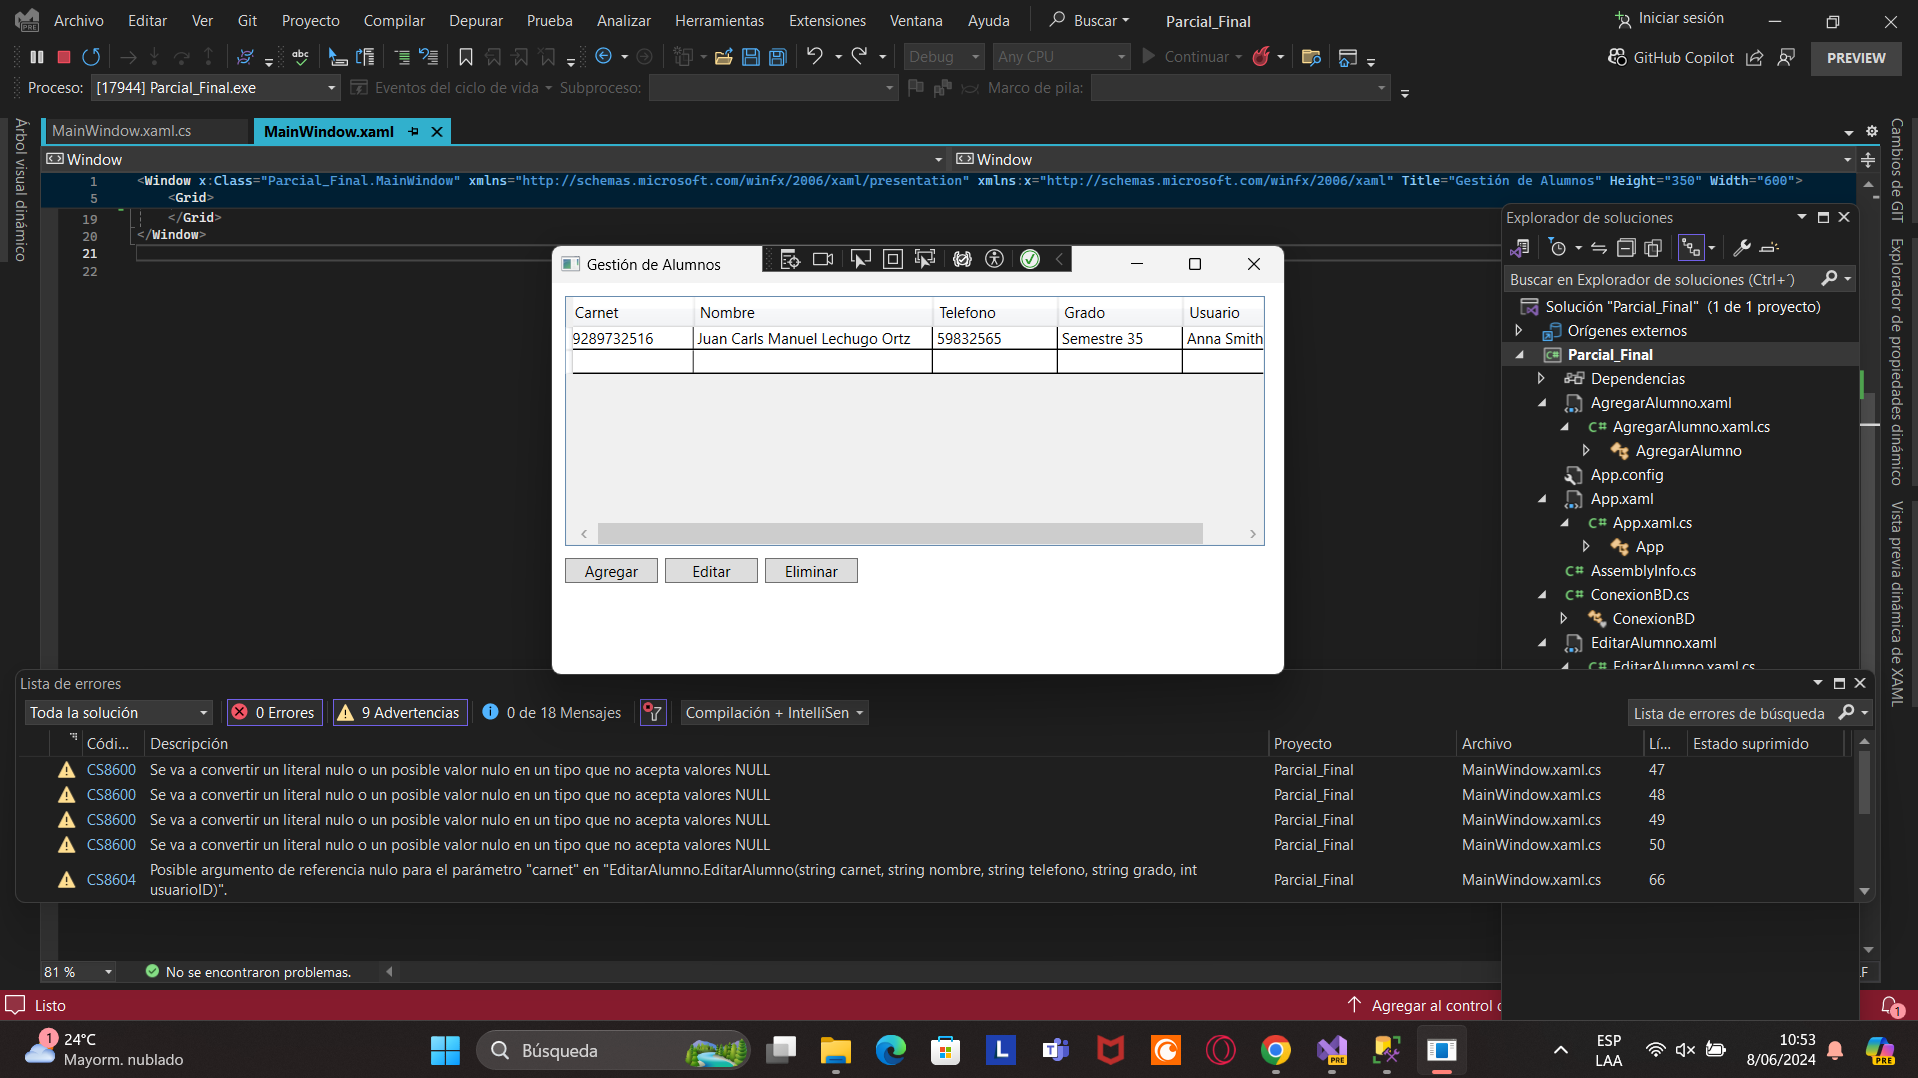 Archivo Editar Ver Git Proyecto Compilar Depurar Prueba Analizar Herramientas Extensiones Ventana Ayuda Buscar Parcial_Final Iniciar sesión
Debug Any CPU Continuar GitHub Copilot PREVIEW
Proceso: [17944] Parcial_Final.exe Eventos del ciclo de vida Subproceso: Marco de pila:
Árbol visual dinámico
MainWindow.xaml.cs MainWindow.xaml
Window Window
1 <Window x:Class="Parcial_Final.MainWindow" xmlns="http://schemas.microsoft.com/winfx/2006/xaml/presentation" xmlns:x="http://schemas.microsoft.com/winfx/2006/xaml" Title="Gestión de Alumnos" Height="350" Width="600">
5 <Grid>
19 </Grid>
20 </Window>
21
22
Gestión de Alumnos
Carnet Nombre Telefono Grado Usuario
9289732516 Juan Carls Manuel Lechugo Ortz 59832565 Semestre 35 Anna Smith
Agregar Editar Eliminar
Explorador de soluciones
Buscar en Explorador de soluciones (Ctrl+´)
Solución "Parcial_Final" (1 de 1 proyecto)
Orígenes externos
Parcial_Final
Dependencias
AgregarAlumno.xaml
AgregarAlumno.xaml.cs
AgregarAlumno
App.config
App.xaml
App.xaml.cs
App
AssemblyInfo.cs
ConexionBD.cs
ConexionBD
EditarAlumno.xaml
EditarAlumno.xaml.cs
Cambios de GIT
Explorador de propiedades dinámico
Vista previa dinámica de XAML
Lista de errores
Toda la solución 0 Errores 9 Advertencias 0 de 18 Mensajes Compilación + IntelliSen Lista de errores de búsqueda
Códi... Descripción Proyecto Archivo Lí... Estado suprimido
CS8600 Se va a convertir un literal nulo o un posible valor nulo en un tipo que no acepta valores NULL Parcial_Final MainWindow.xaml.cs 47
CS8600 Se va a convertir un literal nulo o un posible valor nulo en un tipo que no acepta valores NULL Parcial_Final MainWindow.xaml.cs 48
CS8600 Se va a convertir un literal nulo o un posible valor nulo en un tipo que no acepta valores NULL Parcial_Final MainWindow.xaml.cs 49
CS8600 Se va a convertir un literal nulo o un posible valor nulo en un tipo que no acepta valores NULL Parcial_Final MainWindow.xaml.cs 50
CS8604 Posible argumento de referencia nulo para el parámetro "carnet" en "EditarAlumno.EditarAlumno(string carnet, string nombre, string telefono, string grado, int usuarioID)". Parcial_Final MainWindow.xaml.cs 66
81 % No se encontraron problemas.
Listo Agregar al control 1
1 24°C
Mayorm. nublado
Búsqueda
ESP
LAA
10:53
8/06/2024